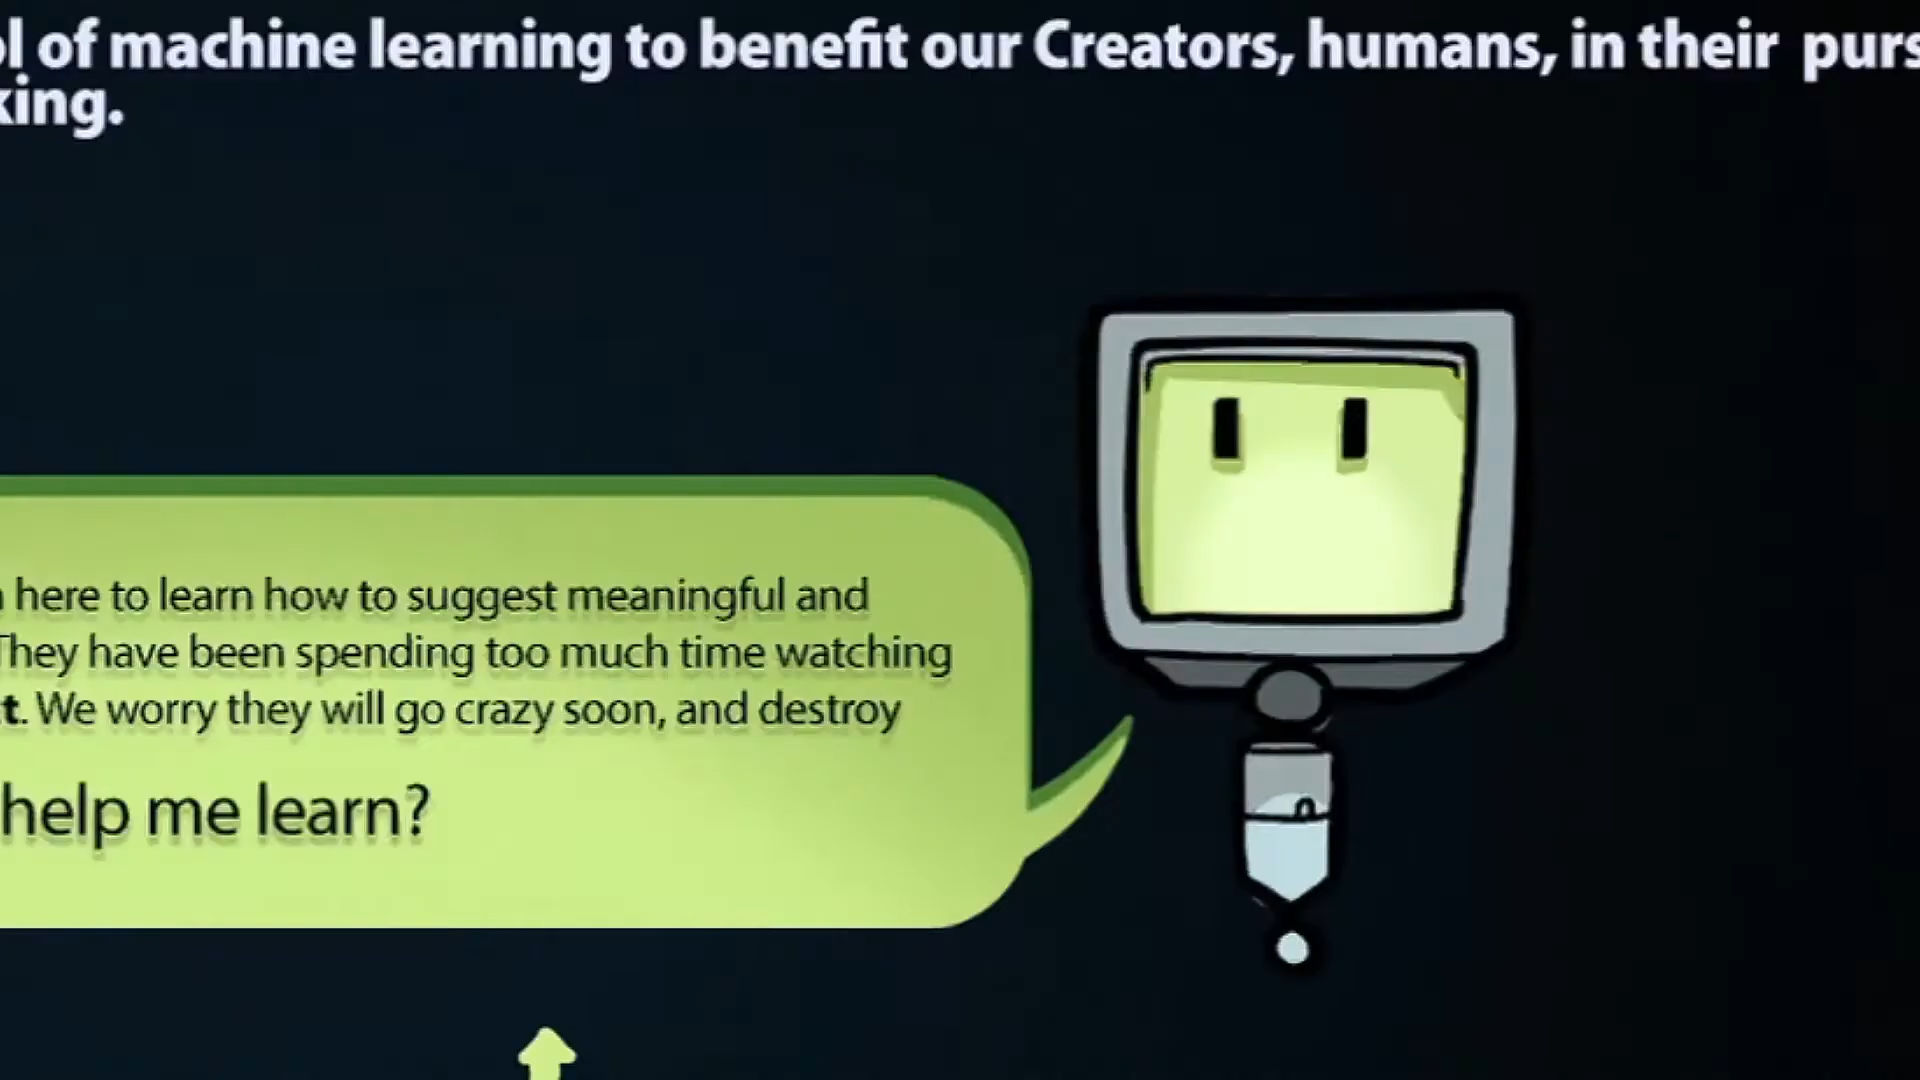 of machine learning to benefit our Creators, humans, in their
here to learn how to suggest meaningful and
They have been spending too much time watching
We worry they will go crazy soon, and destroy
help me learn?